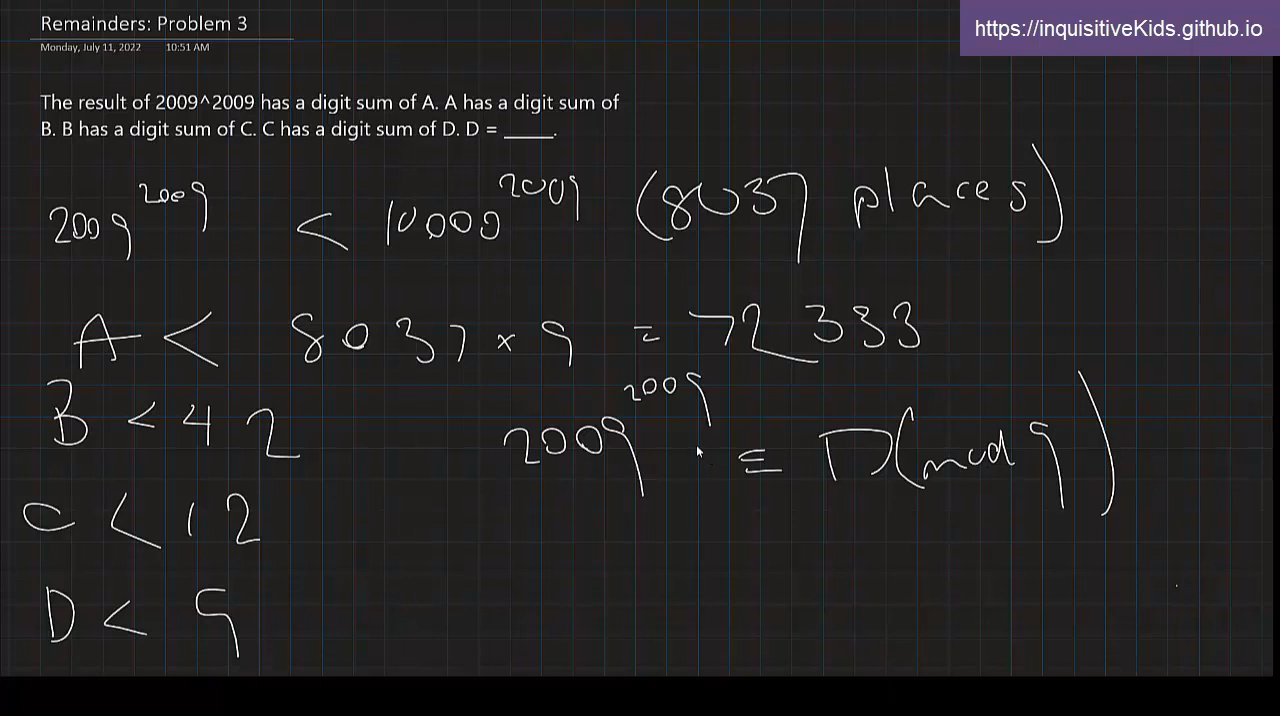 Remainders: Problem 3
https://inquisitiveKids.github.io
Monday, July 11, 2022 10:51 AM
The result of 2009^2009 has a digit sum of A. A has a digit sum of
B. B has a digit sum of C. C has a digit sum of D. D = ____.
2009^2009 < 10000^2009 (8037 places)
A < 8037 × 9 = 72333
B < 42
2009^2009 ≡ D(mod 9)
C < 12
D < 9